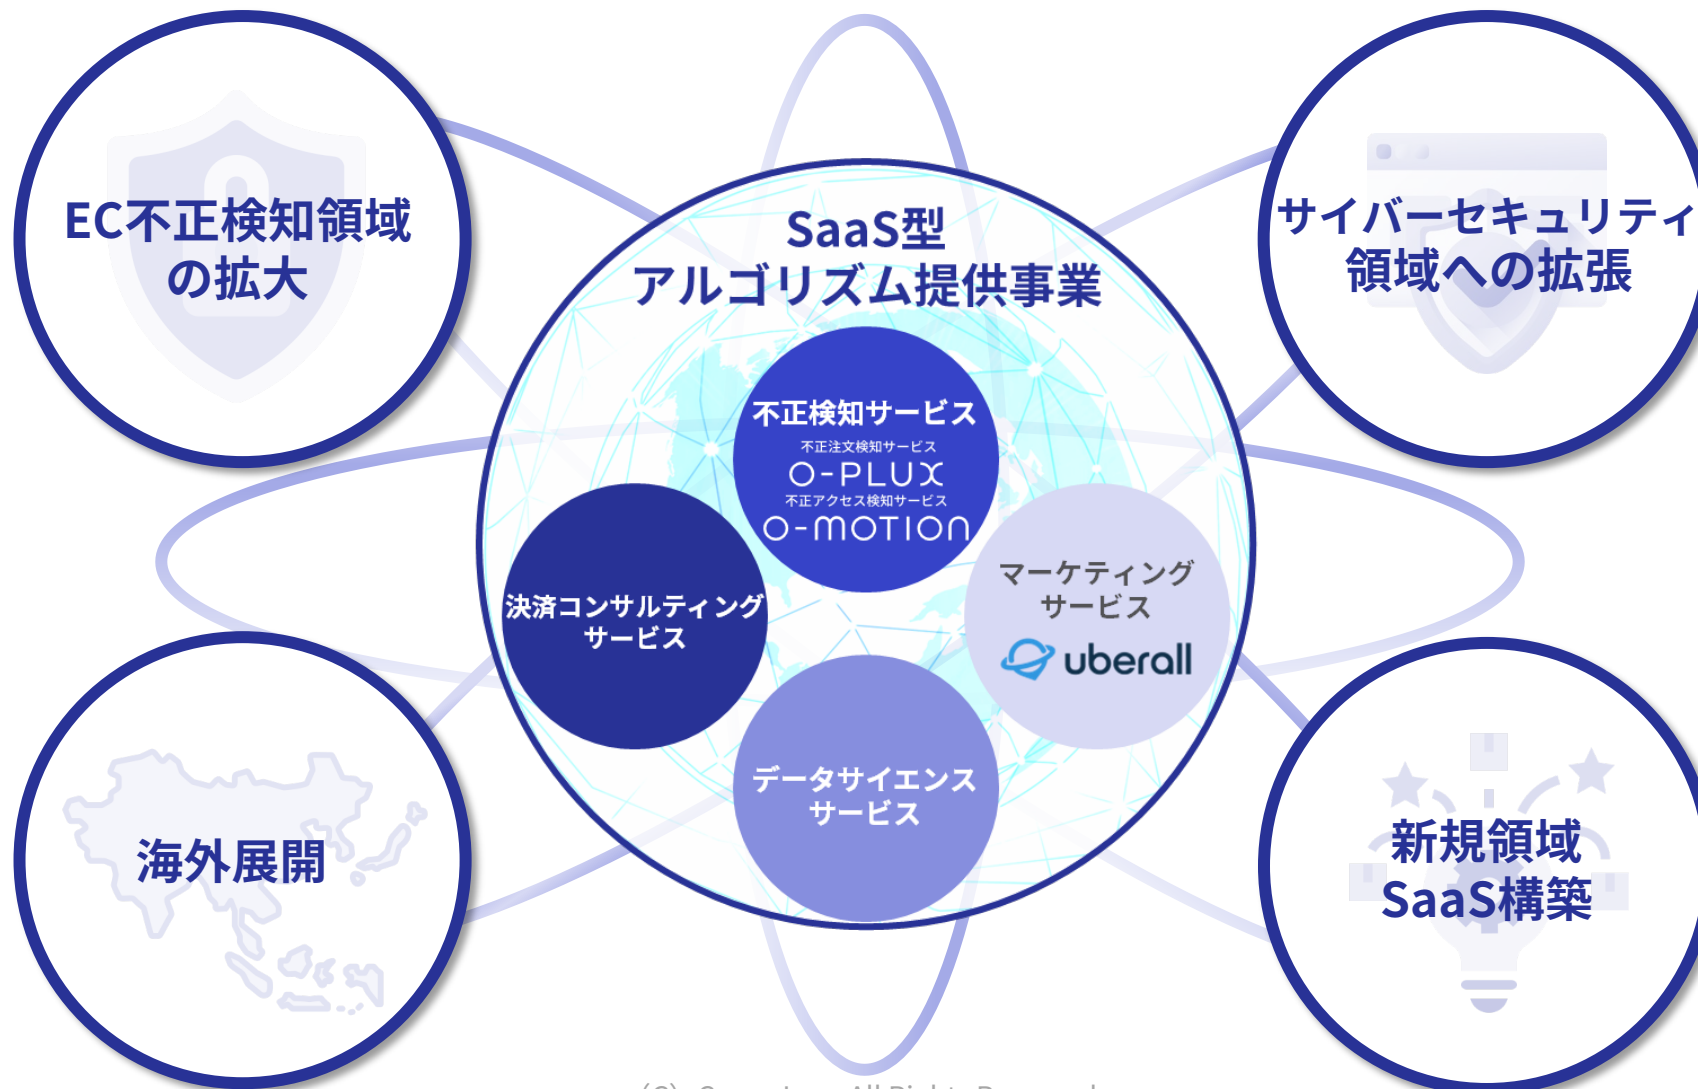 EC不正検知領域
の拡大
サイバーセキュリティ
領域への拡張
SaaS型
アルゴリズム提供事業
不正検知サービス
不正注文検知サービス
O-PLUX
不正アクセス検知サービス
O-MOTION
決済コンサルティング
サービス
マーケティング
サービス
uberall
データサイエンス
サービス
海外展開
新規領域
SaaS構築